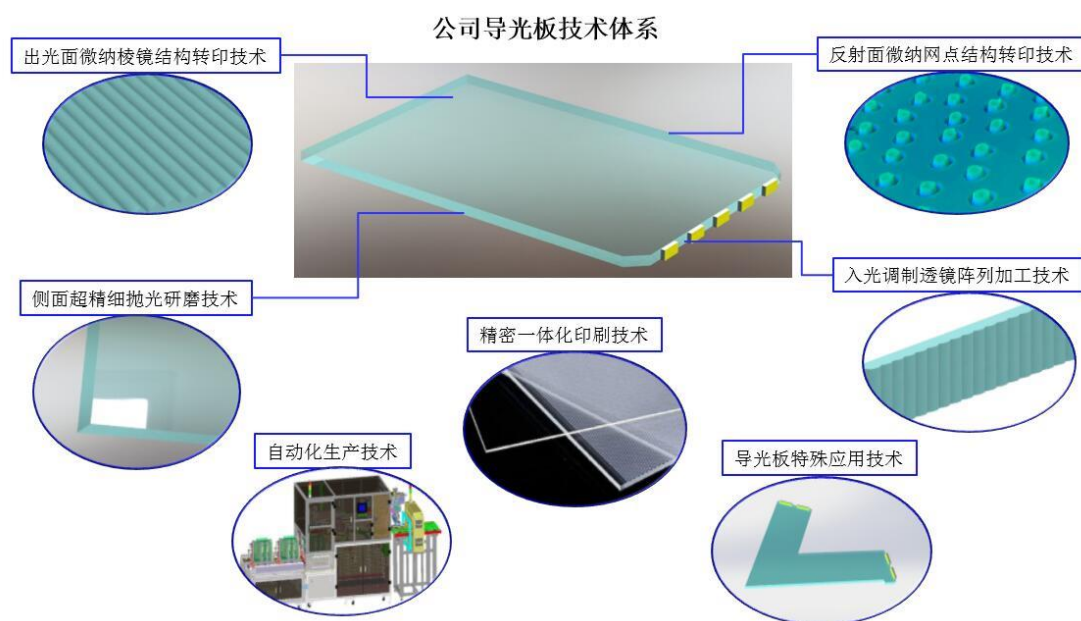 公司导光板技术体系
出光面微纳棱镜结构转印技术
反射面微纳网点结构转印技术
侧面超精细抛光研磨技术
入光调制透镜阵列加工技术
精密一体化印刷技术
自动化生产技术
导光板特殊应用技术